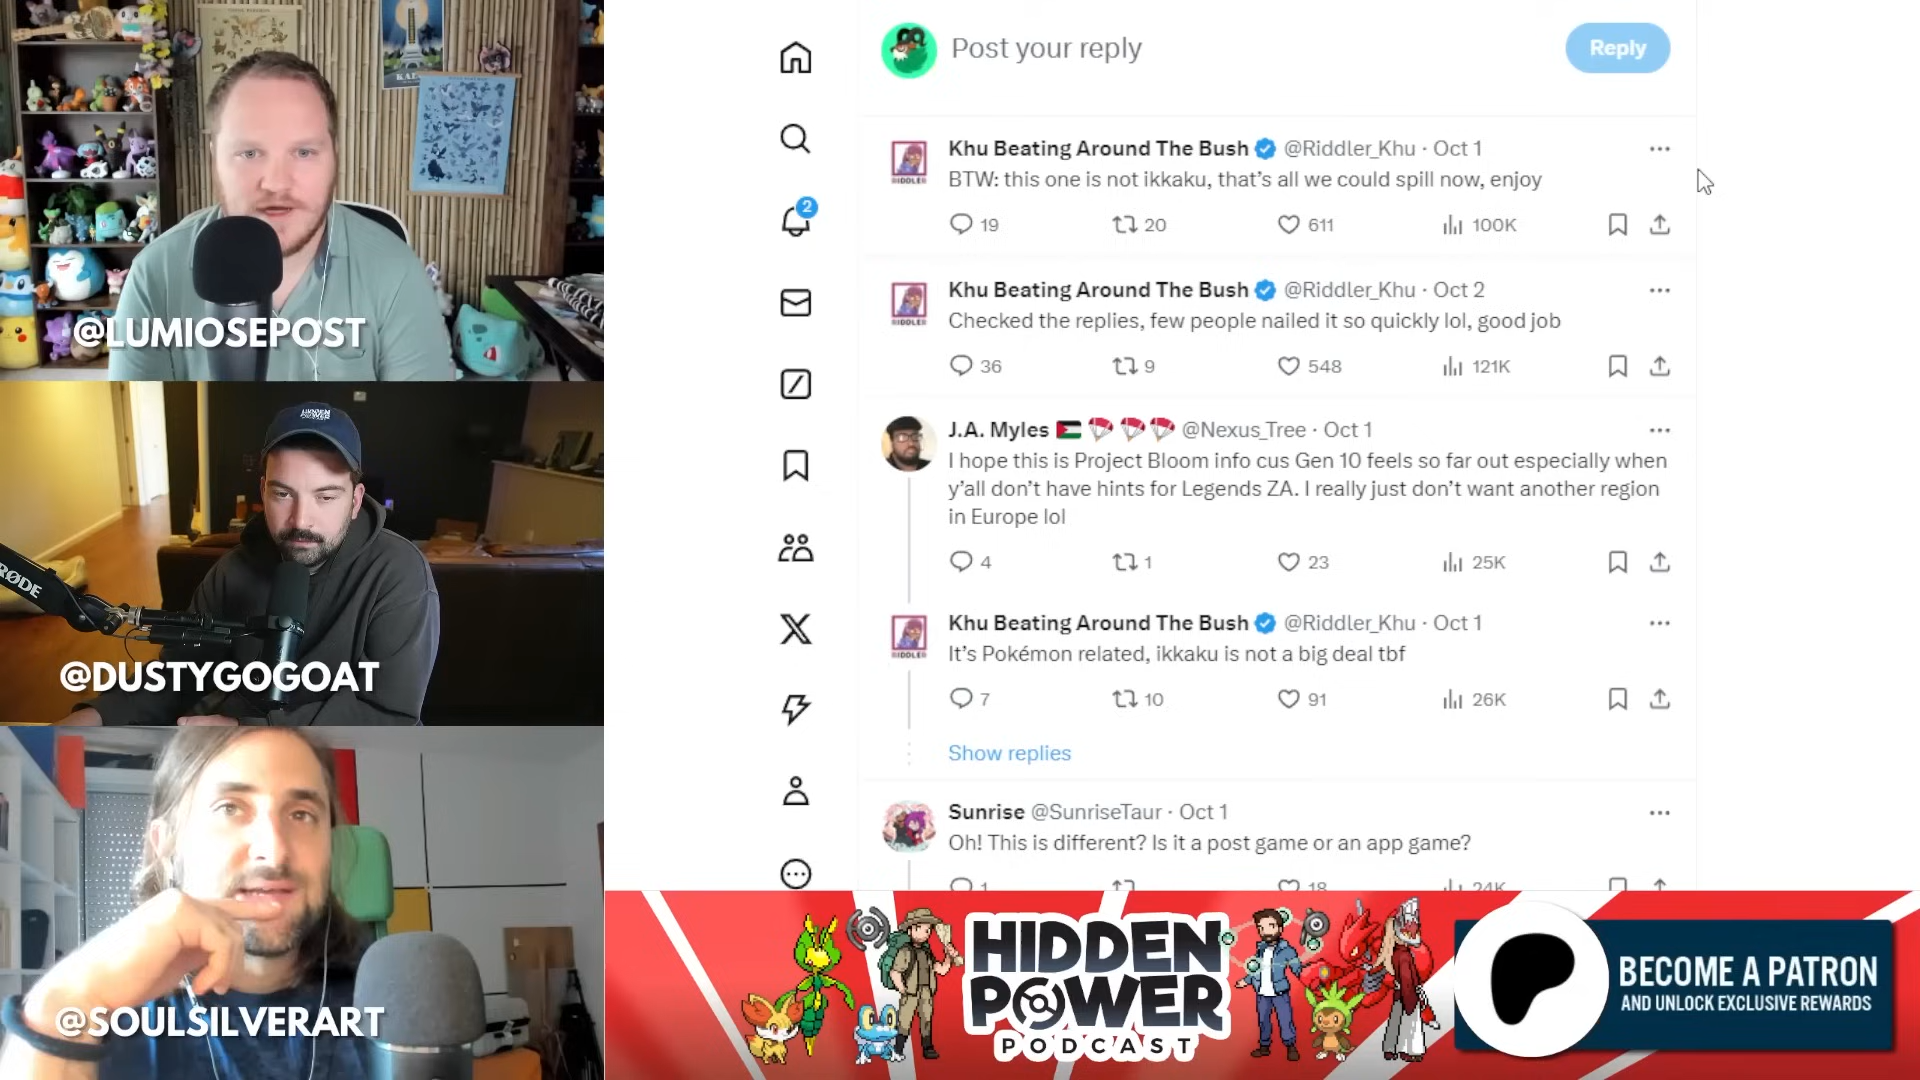 Post your reply
Reply
Khu Beating Around The Bush @Riddler_Khu · Oct 1
BTW: this one is not ikkaku, that's all we could spill now, enjoy
19 20 611 100K
2
Khu Beating Around The Bush @Riddler_Khu · Oct 2
Checked the replies, few people nailed it so quickly lol, good job
36 9 548 121K
J.A. Myles @Nexus_Tree · Oct 1
I hope this is Project Bloom info cus Gen 10 feels so far out especially when
y'all don't have hints for Legends ZA. I really just don't want another region
in Europe lol
4 1 23 25K
Khu Beating Around The Bush @Riddler_Khu · Oct 1
It's Pokémon related, ikkaku is not a big deal tbf
7 10 91 26K
Show replies
Sunrise @SunriseTaur · Oct 1
Oh! This is different? Is it a post game or an app game?
1 18 24K
RIDDLER
RIDDLER
RIDDLER
@LUMIOSEPOST
HIDDEN
POWER
RØDE
@DUSTYGOGOAT
@SOULSILVERART
HIDDEN
POWER
PODCAST
BECOME A PATRON
AND UNLOCK EXCLUSIVE REWARDS